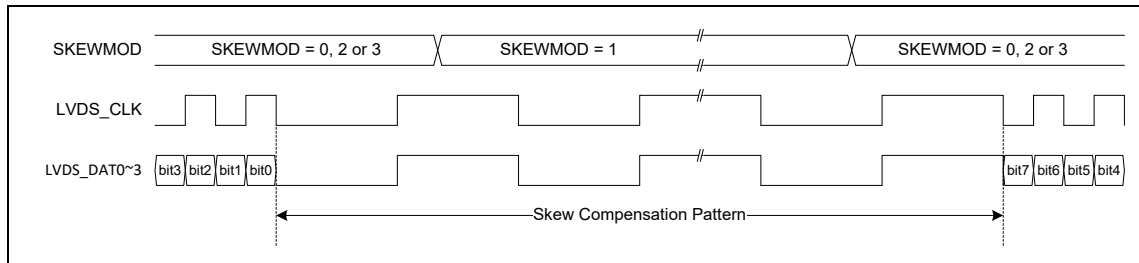 SKEWMOD SKEWMOD = 0, 2 or 3 SKEWMOD = 1 SKEWMOD = 0, 2 or 3
LVDS_CLK
LVDS_DAT0~3 bit3 bit2 bit1 bit0 bit7 bit6 bit5 bit4
Skew Compensation Pattern